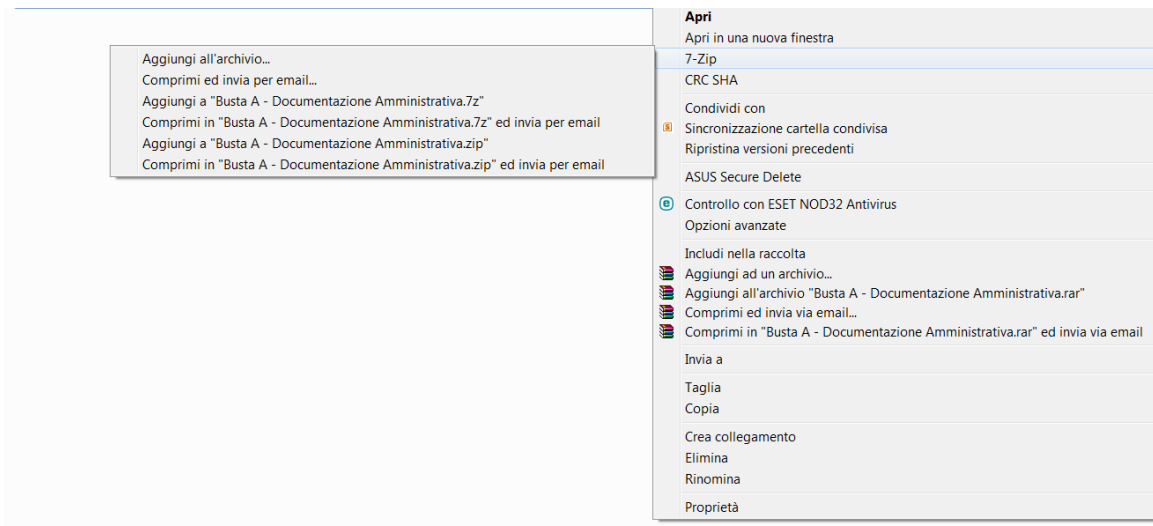 Apri
Apri in una nuova finestra
7-Zip
CRC SHA
Condividi con
Sincronizzazione cartella condivisa
Ripristina versioni precedenti
ASUS Secure Delete
Controllo con ESET NOD32 Antivirus
Opzioni avanzate
Includi nella raccolta
Aggiungi ad un archivio...
Aggiungi all'archivio "Busta A - Documentazione Amministrativa.rar"
Comprimi ed invia via email...
Comprimi in "Busta A - Documentazione Amministrativa.rar" ed invia via email
Invia a
Taglia
Copia
Crea collegamento
Elimina
Rinomina
Proprietà
Aggiungi all'archivio...
Comprimi ed invia per email...
Aggiungi a "Busta A - Documentazione Amministrativa.7z"
Comprimi in "Busta A - Documentazione Amministrativa.7z" ed invia per email
Aggiungi a "Busta A - Documentazione Amministrativa.zip"
Comprimi in "Busta A - Documentazione Amministrativa.zip" ed invia per email